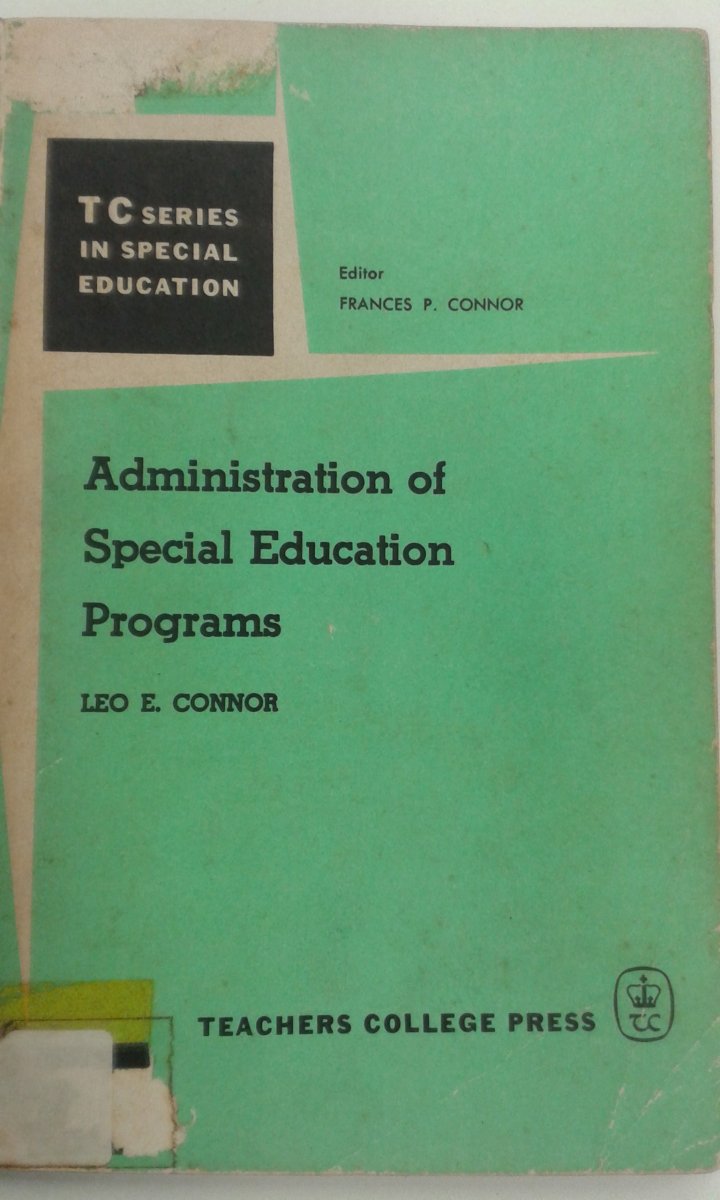 TC SERIES
IN SPECIAL
EDUCATION
Editor
FRANCES P. CONNOR
Administration of
Special Education
Programs
LEO E. CONNOR
TEACHERS COLLEGE PRESS
TC